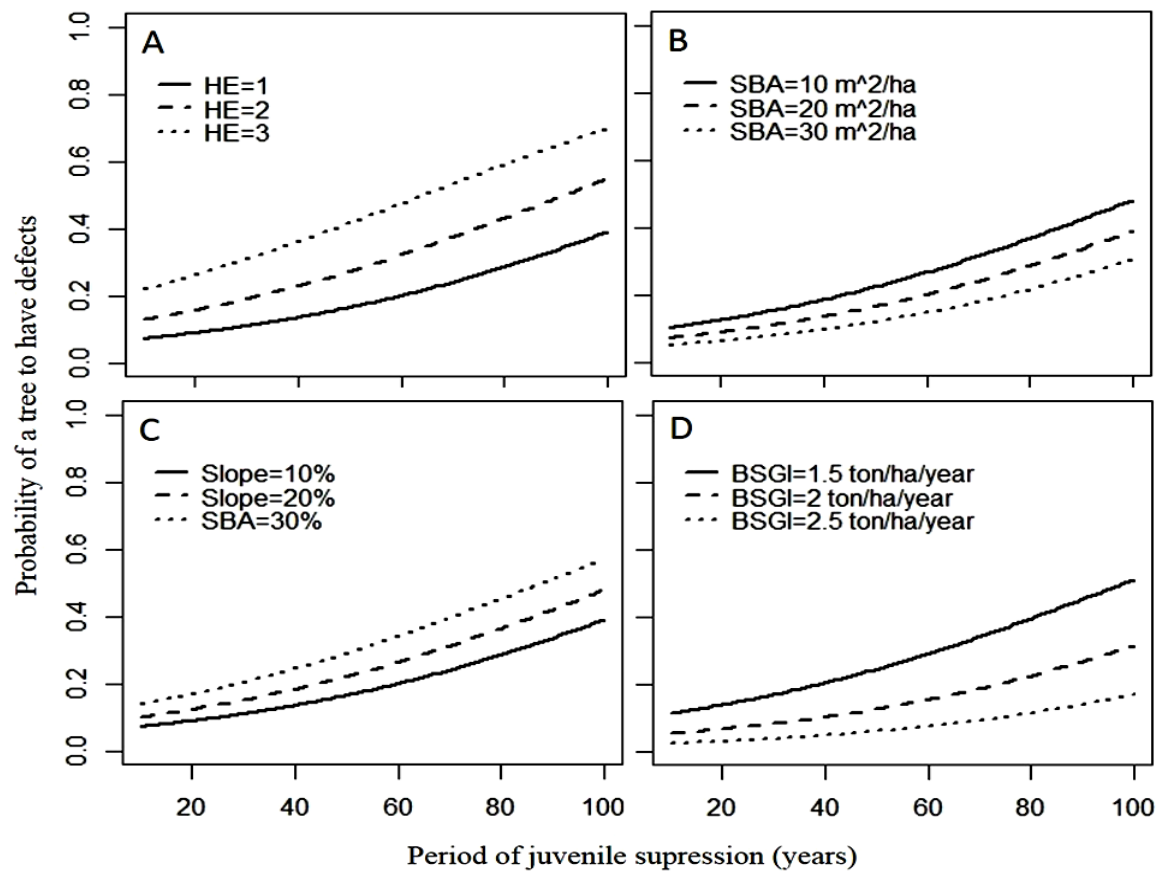 Probability of a tree to have defects
A
HE=1
HE=2
HE=3
0.0 0.2 0.4 0.6 0.8 1.0
B
SBA=10 m^2/ha
SBA=20 m^2/ha
SBA=30 m^2/ha
C
Slope=10%
Slope=20%
SBA=30%
0.0 0.2 0.4 0.6 0.8 1.0
20 40 60 80 100
D
BSGI=1.5 ton/ha/year
BSGI=2 ton/ha/year
BSGI=2.5 ton/ha/year
20 40 60 80 100
Period of juvenile supression (years)